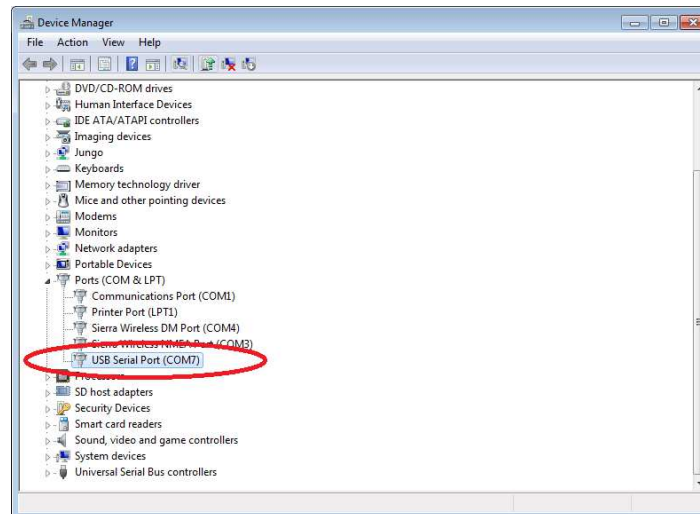 Device Manager
File Action View Help
DVD/CD-ROM drives
Human Interface Devices
IDE ATA/ATAPI controllers
Imaging devices
Jungo
Keyboards
Memory technology driver
Mice and other pointing devices
Modems
Monitors
Network adapters
Portable Devices
Ports (COM & LPT)
Communications Port (COM1)
Printer Port (LPT1)
Sierra Wireless DM Port (COM4)
Sierra Wireless NMEA Port (COM3)
USB Serial Port (COM7)
Processors
SD host adapters
Security Devices
Smart card readers
Sound, video and game controllers
System devices
Universal Serial Bus controllers